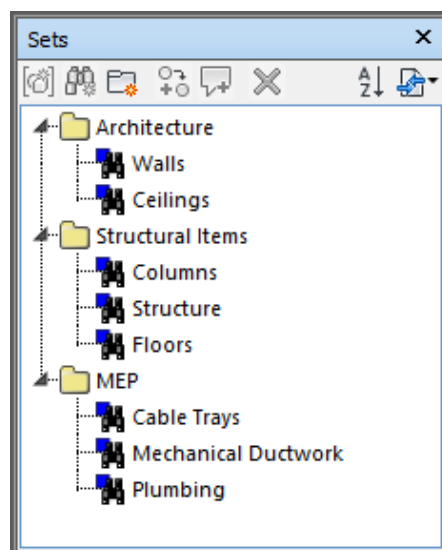 Sets
A
Z
Architecture
Walls
Ceilings
Structural Items
Columns
Structure
Floors
MEP
Cable Trays
Mechanical Ductwork
Plumbing